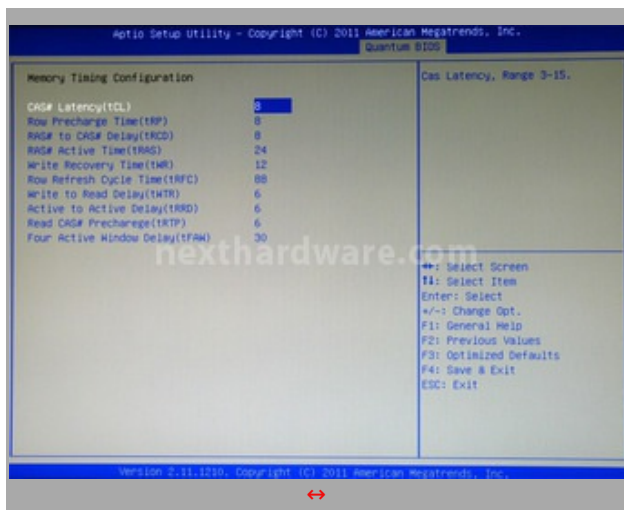 Aptio Setup Utility - Copyright (C) 2011 American Megatrends, Inc.
Quantum BIOS
Memory Timing Configuration
CAS# Latency(tCL) 8
Row Precharge Time(tRP) 8
RAS# to CAS# Delay(tRCD) 8
RAS# Active Time(tRAS) 24
Write Recovery Time(tWR) 12
Row Refresh Cycle Time(tRFC) 88
Write to Read Delay(tWTR) 6
Active to Active Delay(tRRD) 6
Read CAS# Precharege(tRTP) 6
Four Active Window Delay(tFAW) 30
Cas Latency, Range 3-15.
nexthardware.com
↔: Select Screen
↑↓: Select Item
Enter: Select
+/-: Change Opt.
F1: General Help
F2: Previous Values
F3: Optimized Defaults
F4: Save & Exit
ESC: Exit
Version 2.11.1210. Copyright (C) 2011 American Megatrends, Inc.